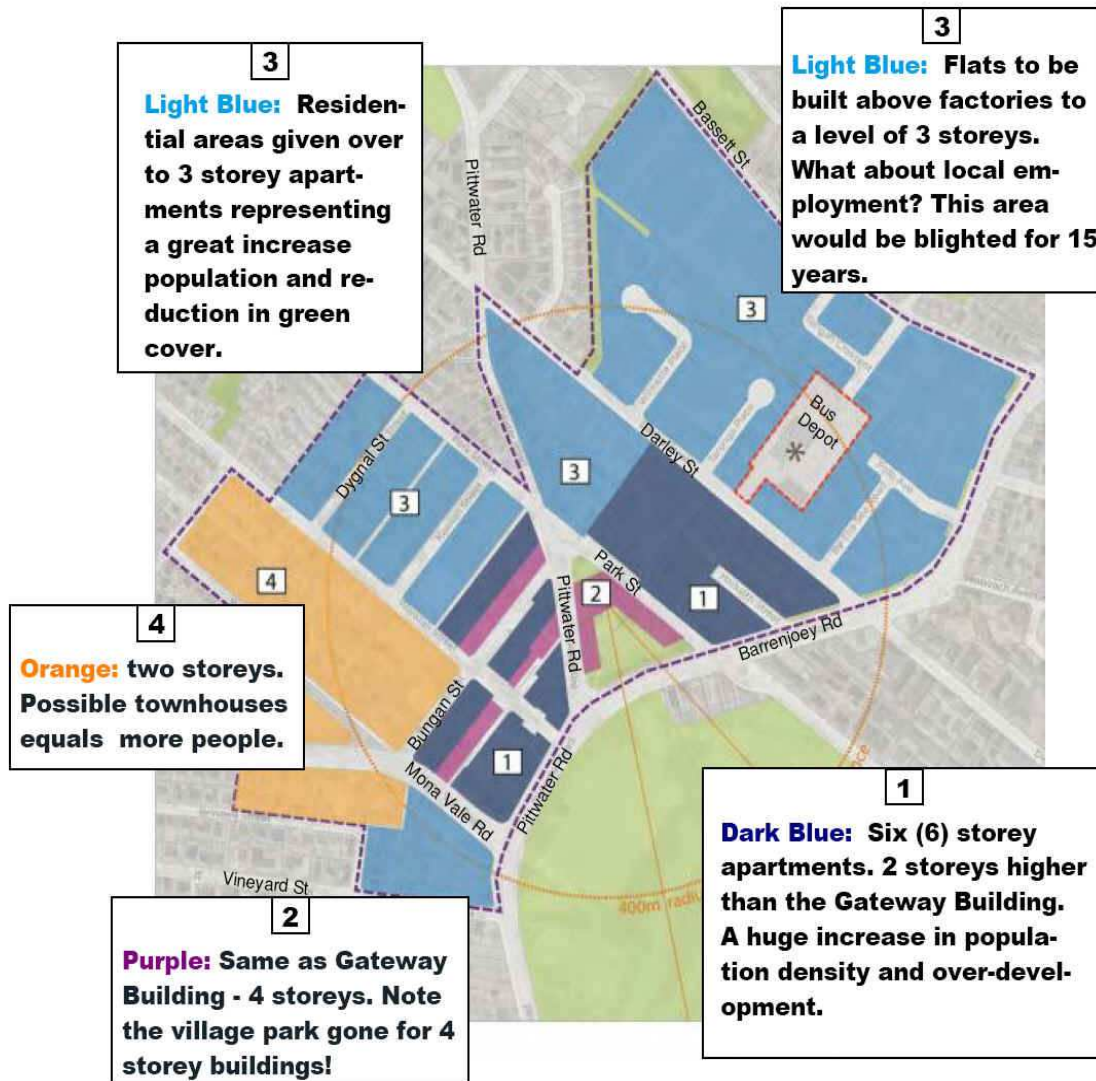 3
Light Blue: Residen-
tial areas given over
to 3 storey apart-
ments representing
a great increase
population and re-
duction in green
cover.
3
Light Blue: Flats to be
built above factories to
a level of 3 storeys.
What about local em-
ployment? This area
would be blighted for 15
years.
Bassett St
Pittwater Rd
3
Bus
Depot
Darley St
Dygnal St
3
3
4
Park St
2
1
Pittwater Rd
Barrenjoey Rd
4
Orange: two storeys.
Possible townhouses
equals more people.
Bungan St
1
Mona Vale Rd
Pittwater Rd
Vineyard St
400m radiu
1
Dark Blue: Six (6) storey
apartments. 2 storeys higher
than the Gateway Building.
A huge increase in popula-
tion density and over-devel-
opment.
2
Purple: Same as Gateway
Building - 4 storeys. Note
the village park gone for 4
storey buildings!